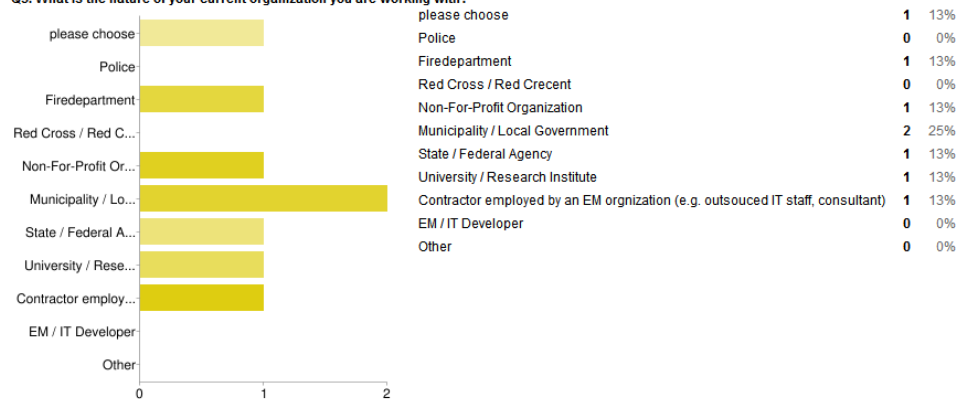 Q3. What is the nature of your current orgnization you are working with?
please choose
Police
Firedepartment
Red Cross / Red C...
Non-For-Profit Or...
Municipality / Lo...
State / Federal A...
University / Rese...
Contractor employ...
EM / IT Developer
Other
0 1 2
please choose 1 13%
Police 0 0%
Firedepartment 1 13%
Red Cross / Red Crecent 0 0%
Non-For-Profit Organization 1 13%
Municipality / Local Government 2 25%
State / Federal Agency 1 13%
University / Research Institute 1 13%
Contractor employed by an EM orgnization (e.g. outsouced IT staff, consultant) 1 13%
EM / IT Developer 0 0%
Other 0 0%